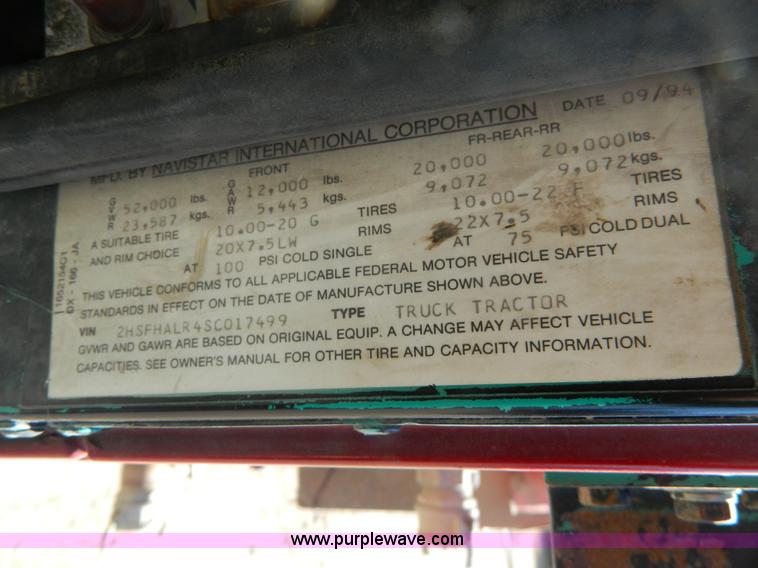 MFD. BY NAVISTAR INTERNATIONAL CORPORATION DATE 09/94
FRONT FR-REAR-RR
GVWR 52,000 lbs. GAWR 12,000 lbs. 20,000 20,000 lbs.
23,587 kgs. 5,443 kgs. 9,072 9,072 kgs.
A SUITABLE TIRE 10.00-20 G TIRES 10.00-22 F TIRES
AND RIM CHOICE 20X7.5LW RIMS 22X7.5 RIMS
AT 100 PSI COLD SINGLE AT 75 PSI COLD DUAL
THIS VEHICLE CONFORMS TO ALL APPLICABLE FEDERAL MOTOR VEHICLE SAFETY
STANDARDS IN EFFECT ON THE DATE OF MANUFACTURE SHOWN ABOVE.
VIN 2HSFHALR4SC017499 TYPE TRUCK TRACTOR
GVWR AND GAWR ARE BASED ON ORIGINAL EQUIP. A CHANGE MAY AFFECT VEHICLE
CAPACITIES. SEE OWNER'S MANUAL FOR OTHER TIRE AND CAPACITY INFORMATION.
DX - 166 - JA
www.purplewave.com